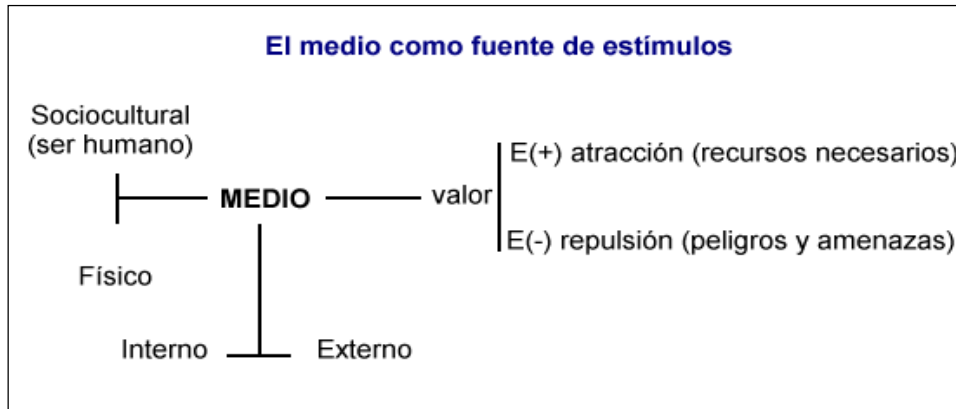 El medio como fuente de estímulos
Sociocultural
(ser humano)
E(+) atracción (recursos necesarios)
MEDIO
valor
E(-) repulsión (peligros y amenazas)
Físico
Interno
Externo